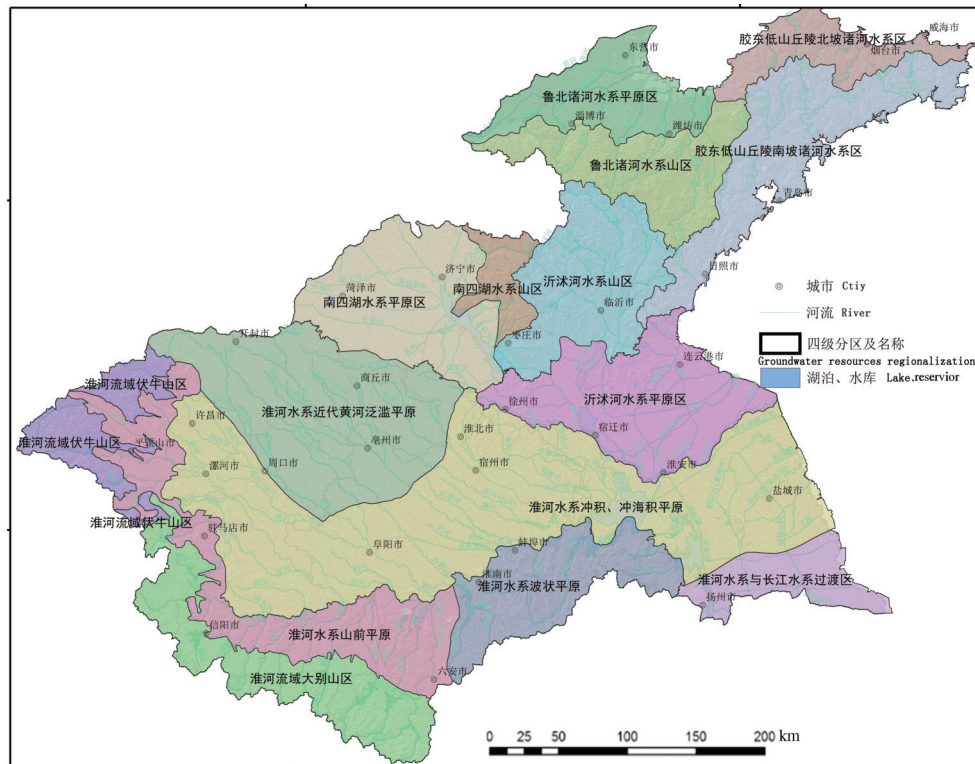 威海市
胶东低山丘陵北坡诸河水系区
烟台市
东营市
鲁北诸河水系平原区
淄博市
潍坊市
胶东低山丘陵南坡诸河水系区
鲁北诸河水系山区
青岛市
日照市
济宁市
菏泽市
南四湖水系平原区
南四湖水系山区
沂沭河水系山区
临沂市
枣庄市
开封市
连云港市
商丘市
淮河流域伏牛山区
淮河水系近代黄河泛滥平原
徐州市
沂沭河水系平原区
许昌市
淮河流域伏牛山区
平顶山市
亳州市
淮北市
宿迁市
漯河市
周口市
宿州市
淮安市
盐城市
淮河水系冲积、冲海积平原
淮河流域伏牛山区
驻马店市
阜阳市
蚌埠市
淮南市
淮河水系波状平原
淮河水系与长江水系过渡区
扬州市
信阳市
淮河水系山前平原
淮河流域大别山区
六安市
城市 Ctiy
河流 River
四级分区及名称
Groundwater resources regionalization
湖泊、水库 Lake,reservior
0 25 50 100 150 200 km